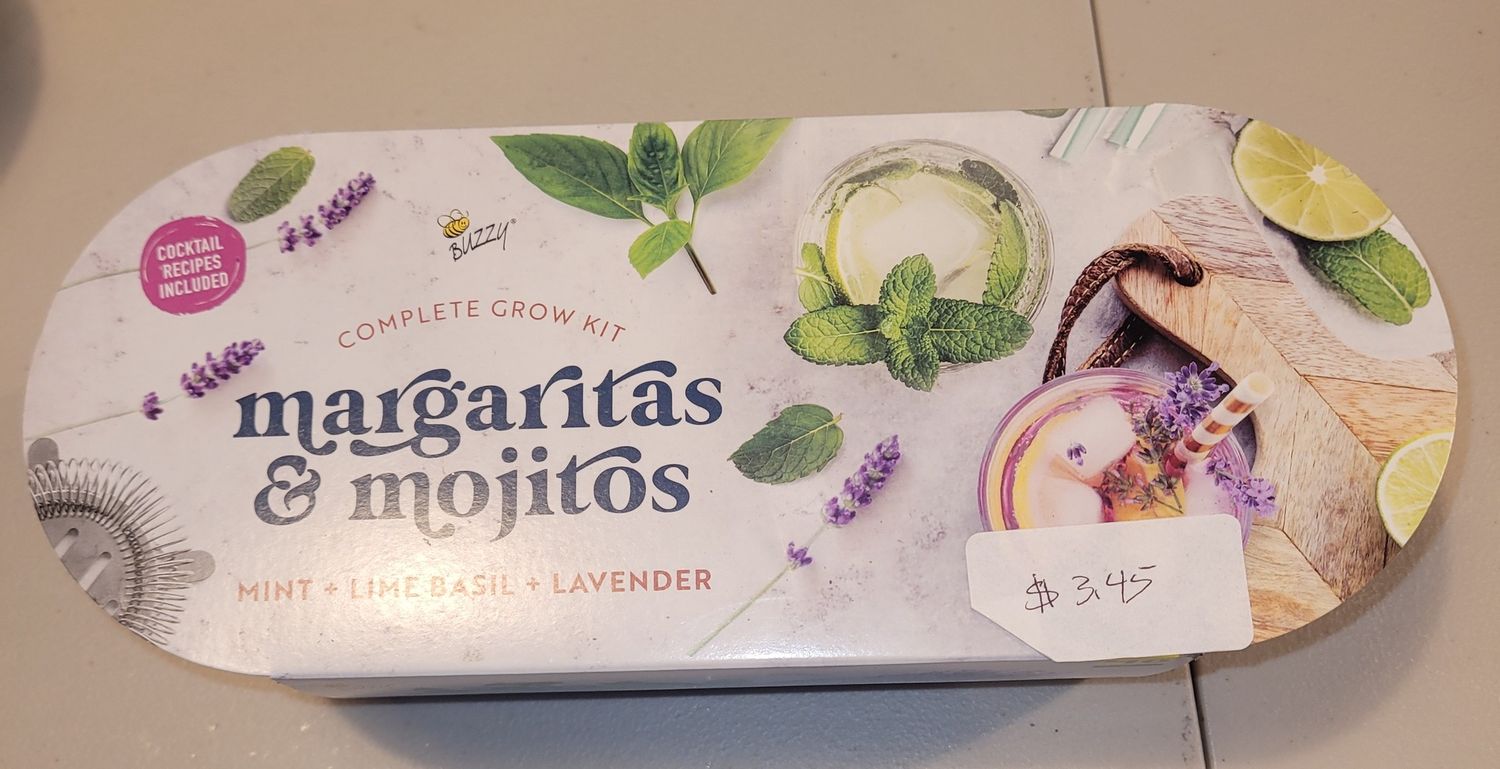 COCKTAIL
RECIPES
INCLUDED
BUZZY®
COMPLETE GROW KIT
margaritas
& mojitos
MINT + LIME BASIL + LAVENDER
$ 3.45